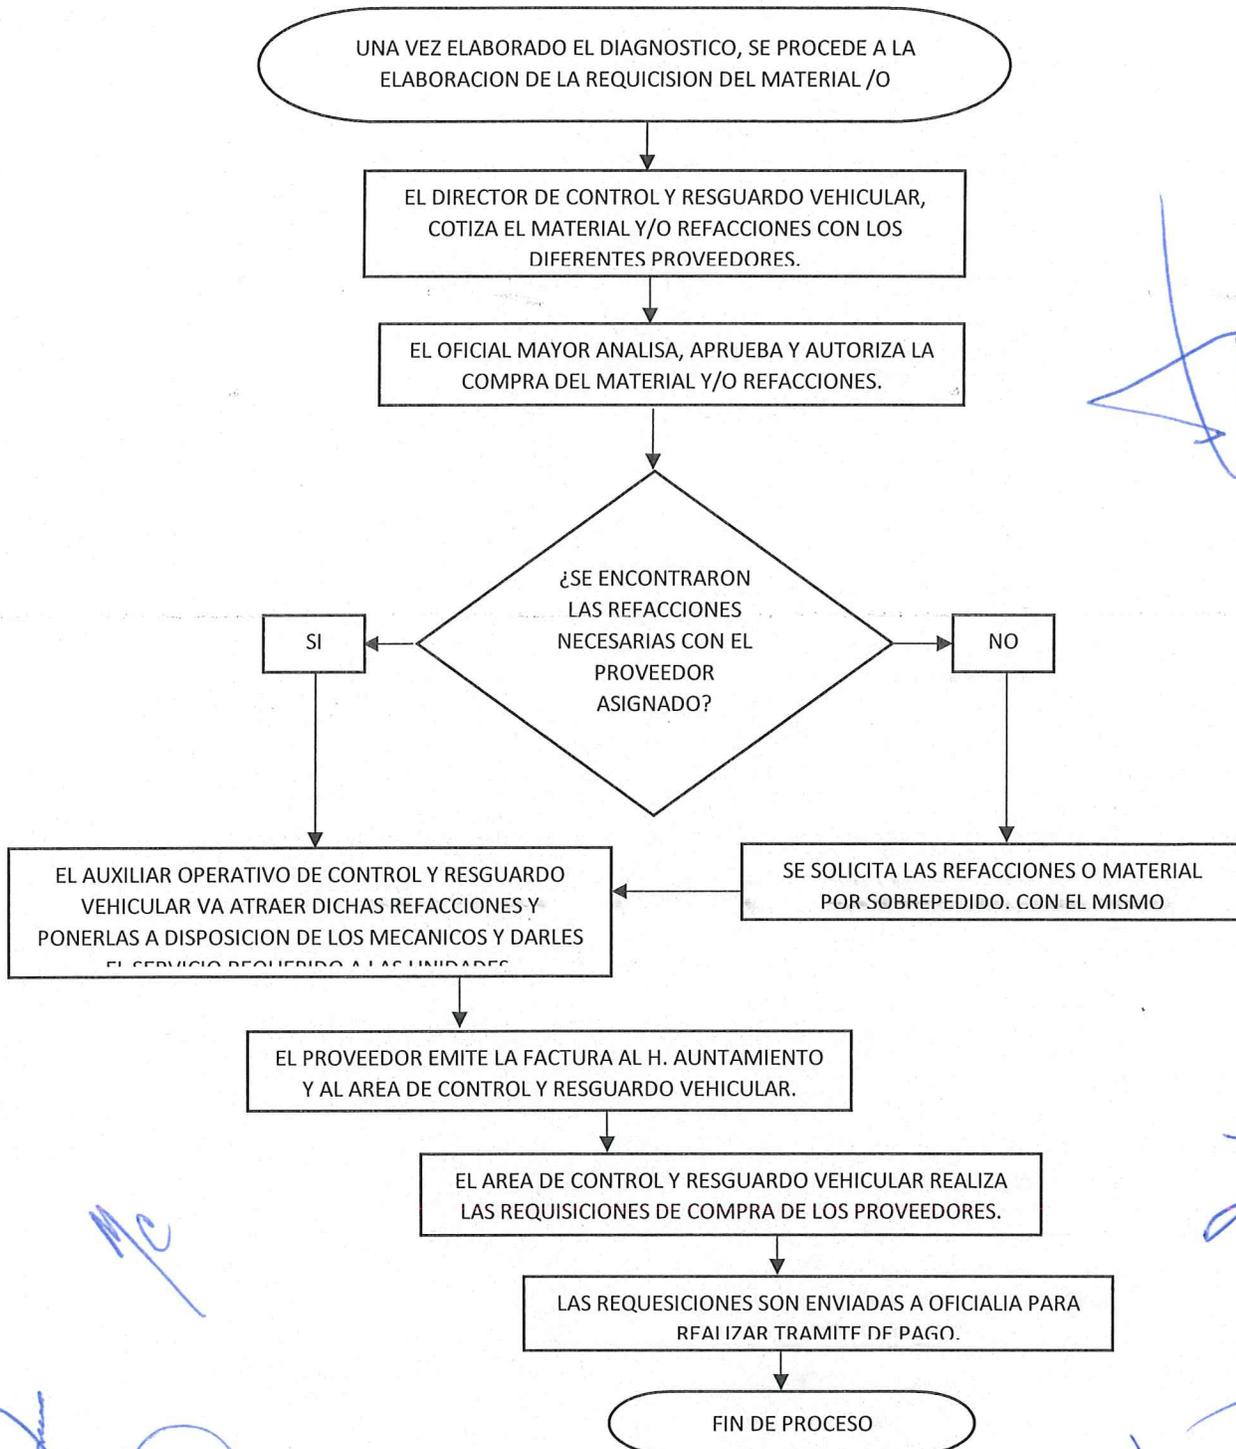 UNA VEZ ELABORADO EL DIAGNOSTICO, SE PROCEDE A LA
ELABORACION DE LA REQUICISION DEL MATERIAL /O
EL DIRECTOR DE CONTROL Y RESGUARDO VEHICULAR,
COTIZA EL MATERIAL Y/O REFACCIONES CON LOS
DIFERENTES PROVEEDORES.
EL OFICIAL MAYOR ANALISA, APRUEBA Y AUTORIZA LA
COMPRA DEL MATERIAL Y/O REFACCIONES.
¿SE ENCONTRARON
LAS REFACCIONES
NECESARIAS CON EL
PROVEEDOR
ASIGNADO?
SI
NO
EL AUXILIAR OPERATIVO DE CONTROL Y RESGUARDO
VEHICULAR VA ATRAER DICHAS REFACCIONES Y
PONERLAS A DISPOSICION DE LOS MECANICOS Y DARLES
EL SERVICIO REQUERIDO A LAS UNIDADES
SE SOLICITA LAS REFACCIONES O MATERIAL
POR SOBREPEDIDO. CON EL MISMO
EL PROVEEDOR EMITE LA FACTURA AL H. AUNTAMIENTO
Y AL AREA DE CONTROL Y RESGUARDO VEHICULAR.
EL AREA DE CONTROL Y RESGUARDO VEHICULAR REALIZA
LAS REQUISICIONES DE COMPRA DE LOS PROVEEDORES.
LAS REQUESICIONES SON ENVIADAS A OFICIALIA PARA
REALIZAR TRAMITE DE PAGO.
FIN DE PROCESO